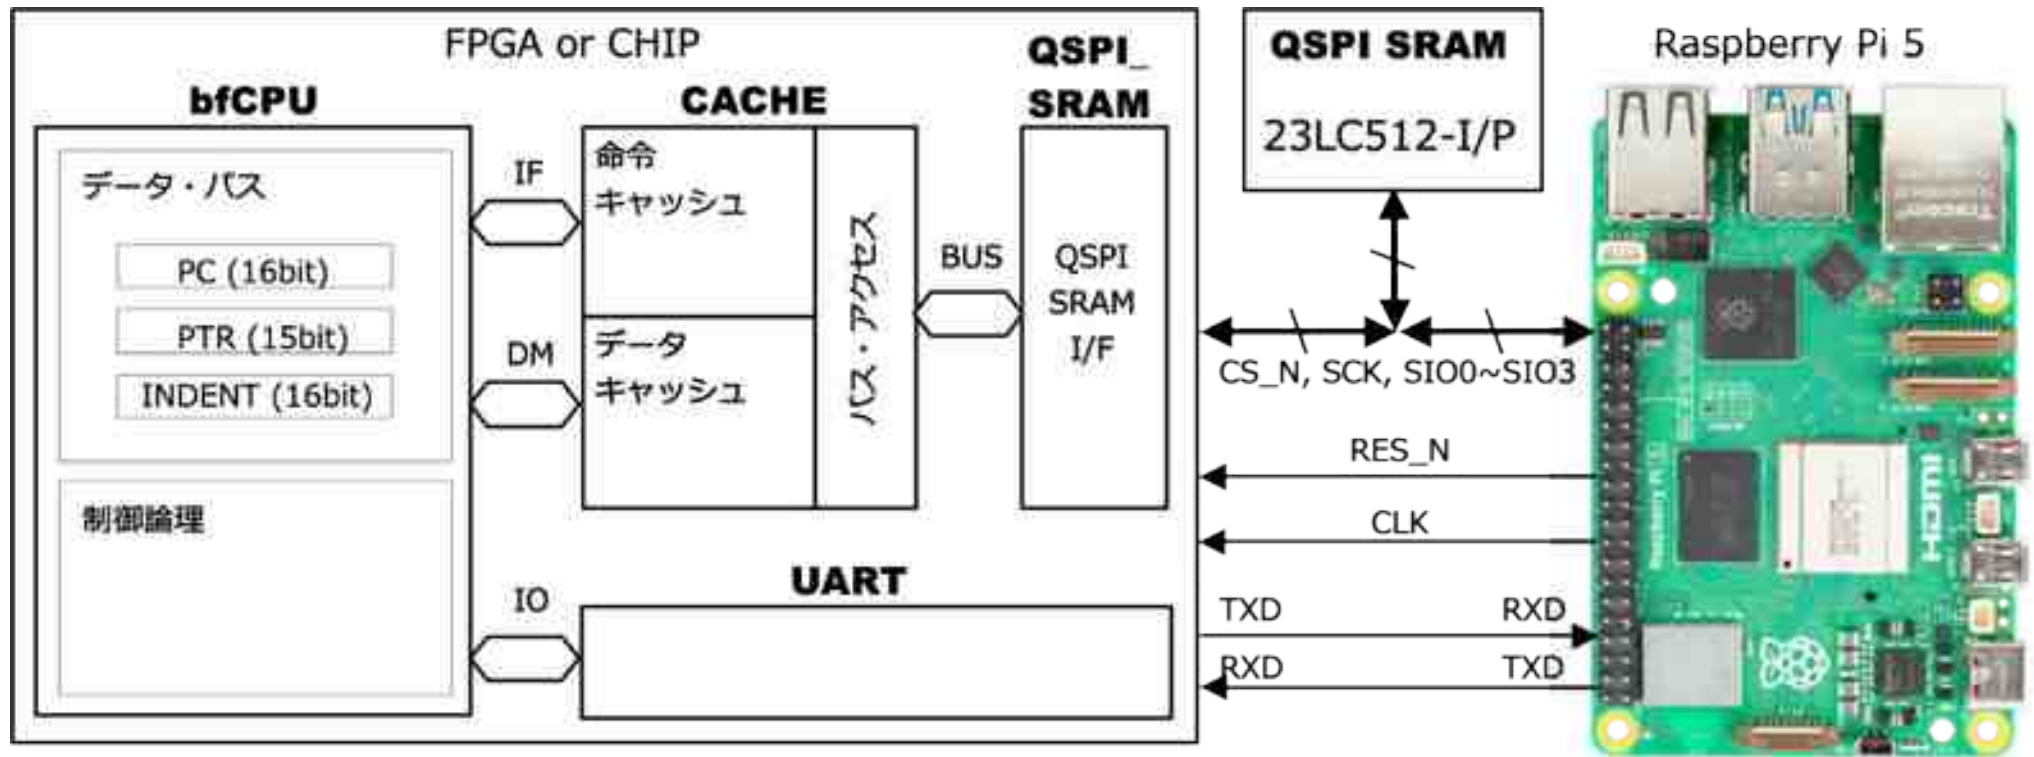 FPGA or CHIP
bfCPU
データ・パス
PC (16bit)
PTR (15bit)
INDENT (16bit)
制御論理
IF
DM
IO
CACHE
命令
キャッシュ
データ
キャッシュ
バス・アクセス
BUS
QSPI_
SRAM
QSPI
SRAM
I/F
UART
QSPI SRAM
23LC512-I/P
CS_N, SCK, SIO0~SIO3
RES_N
CLK
TXD RXD
RXD TXD
Raspberry Pi 5
HDMI